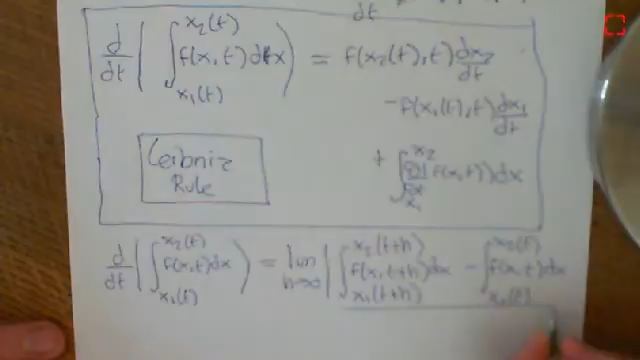 dt
d/dt ( ∫_{x₁(t)}^{x₂(t)} f(x,t)dx ) = f(x₂(t),t) dx₂/dt
- f(x₁(t),t) dx₁/dt
Leibniz
Rule
+ ∫_{x₁}^{x₂} f(x,t))dx
d/dt ( ∫_{x₁(t)}^{x₂(t)} f(x,t)dx ) = lim_{h→0} ( ∫_{x₁(t+h)}^{x₂(t+h)} f(x,t+h)dx - ∫_{x₁(t)}^{x₂(t)} f(x,t)dx